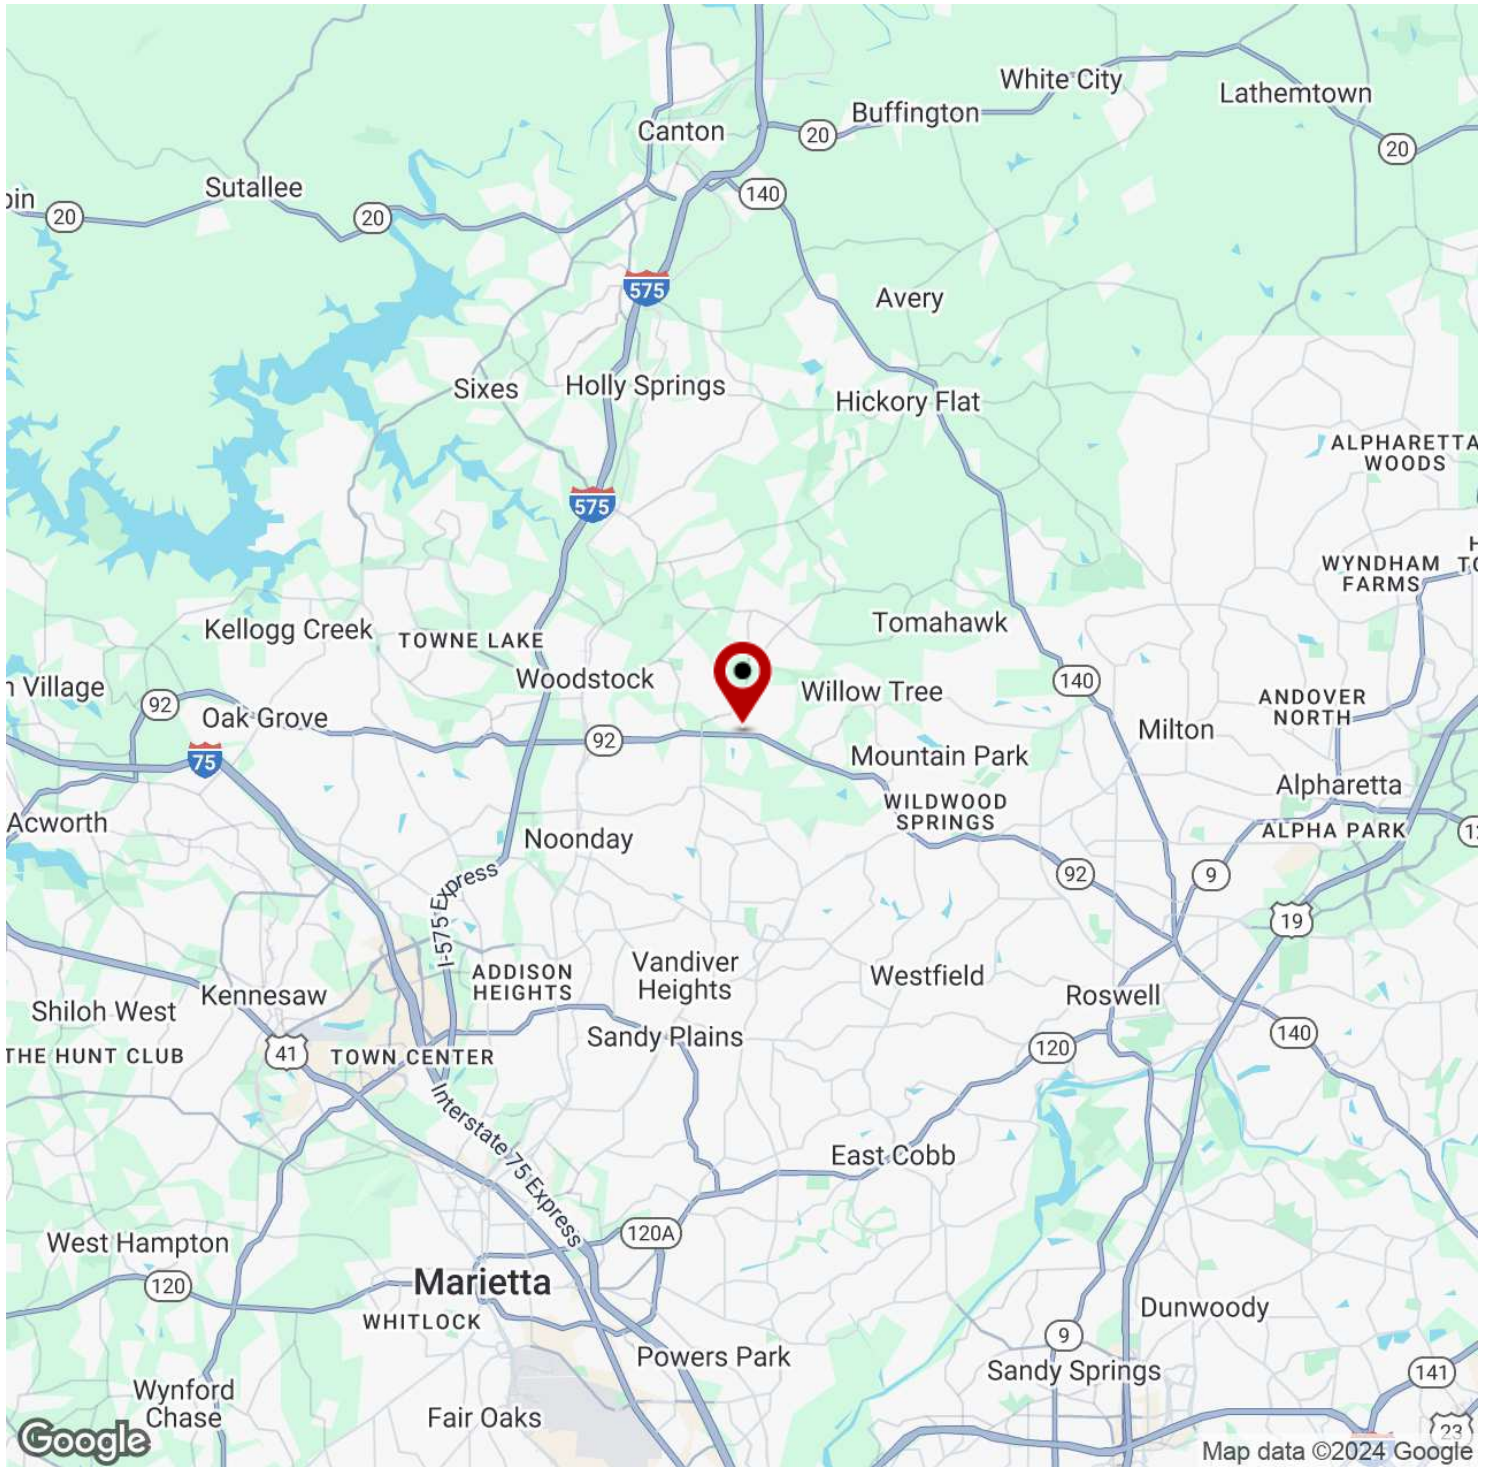 White City
Lathemtown
Buffington
Canton
20
20
140
Sutallee
20
20
575
Avery
Sixes
Holly Springs
Hickory Flat
ALPHARETTA
WOODS
575
WYNDHAM
FARMS
Kellogg Creek
TOWNE LAKE
Tomahawk
Woodstock
Willow Tree
140
Village
92
Oak Grove
ANDOVER
NORTH
Milton
92
75
Mountain Park
Alpharetta
WILDWOOD
SPRINGS
Acworth
Noonday
ALPHA PARK
I-575 Express
92
9
19
ADDISON
HEIGHTS
Vandiver
Heights
Westfield
Kennesaw
Roswell
Shiloh West
Sandy Plains
140
THE HUNT CLUB
41
TOWN CENTER
120
Interstate 75 Express
East Cobb
West Hampton
120A
120
Marietta
WHITLOCK
Dunwoody
9
Powers Park
Sandy Springs
141
Wynford
Chase
Fair Oaks
23
Google
Map data ©2024 Google